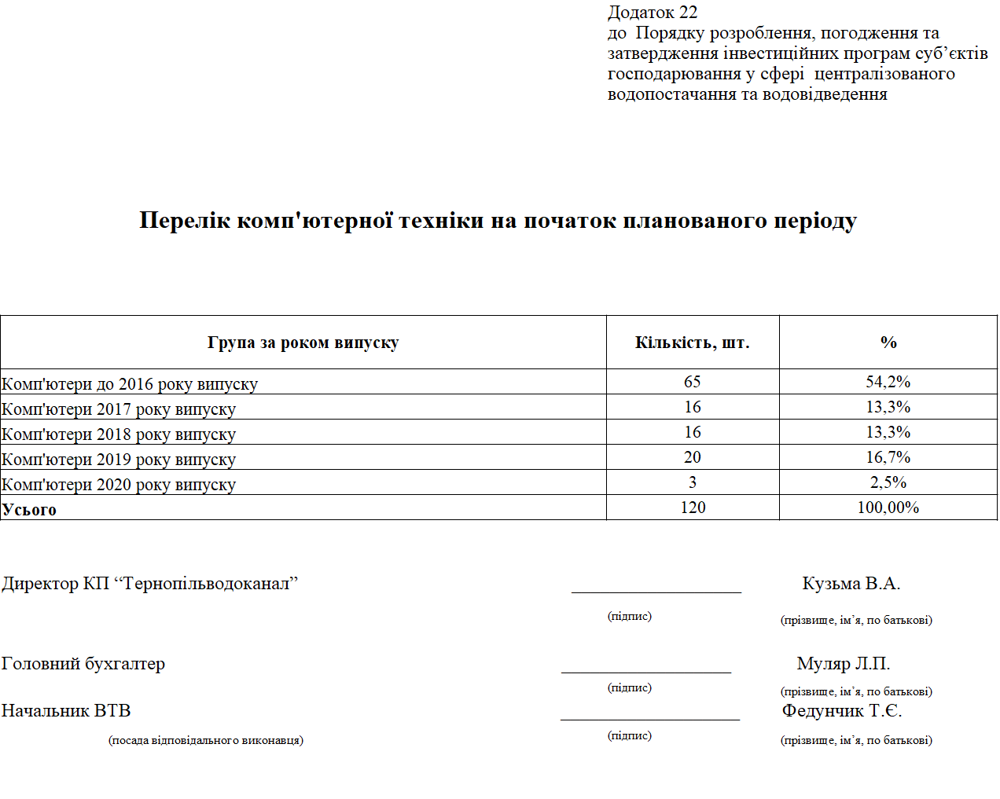 Додаток 22
до  Порядку розроблення, погодження та
затвердження інвестиційних програм суб’єктів
господарювання у сфері  централізованого
водопостачання та водовідведення
Перелік комп'ютерної техніки на початок планованого періоду
Група за роком випуску Кількість, шт. %
Комп'ютери до 2016 року випуску 65 54,2%
Комп'ютери 2017 року випуску 16 13,3%
Комп'ютери 2018 року випуску 16 13,3%
Комп'ютери 2019 року випуску 20 16,7%
Комп'ютери 2020 року випуску 3 2,5%
Усього 120 100,00%
Директор КП “Тернопільводоканал” __________________ Кузьма В.А.
(підпис) (прізвище, ім’я, по батькові)
Головний бухгалтер __________________ Муляр Л.П.
(підпис) (прізвище, ім’я, по батькові)
Начальник ВТВ ___________________ Федунчик Т.Є.
(посада відповідального виконавця) (підпис) (прізвище, ім’я, по батькові)